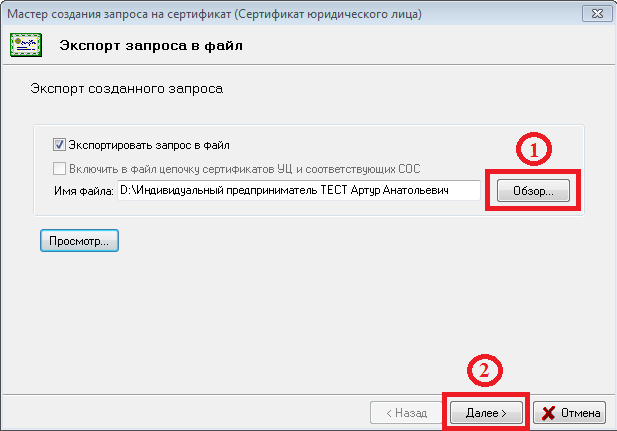 Мастер создания запроса на сертификат (Сертификат юридического лица)
Экспорт запроса в файл
Экспорт созданного запроса
Экспортировать запрос в файл
1
Включить в файл цепочку сертификатов УЦ и соответствующих СОС
Имя файла: D:\Индивидуальный предприниматель ТЕСТ Артур Анатольевич Обзор...
Просмотр...
2
< Назад Далее > Отмена